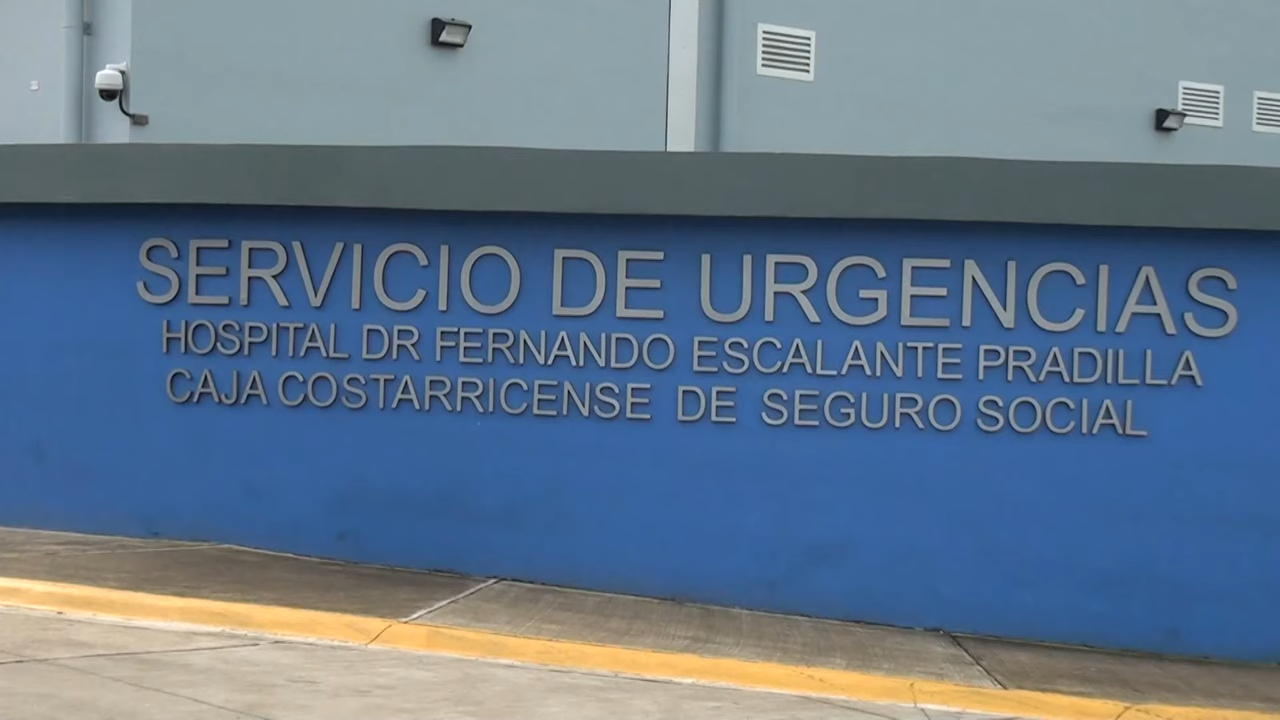 SERVICIO DE URGENCIAS
HOSPITAL DR FERNANDO ESCALANTE PRADILLA
CAJA COSTARRICENSE DE SEGURO SOCIAL